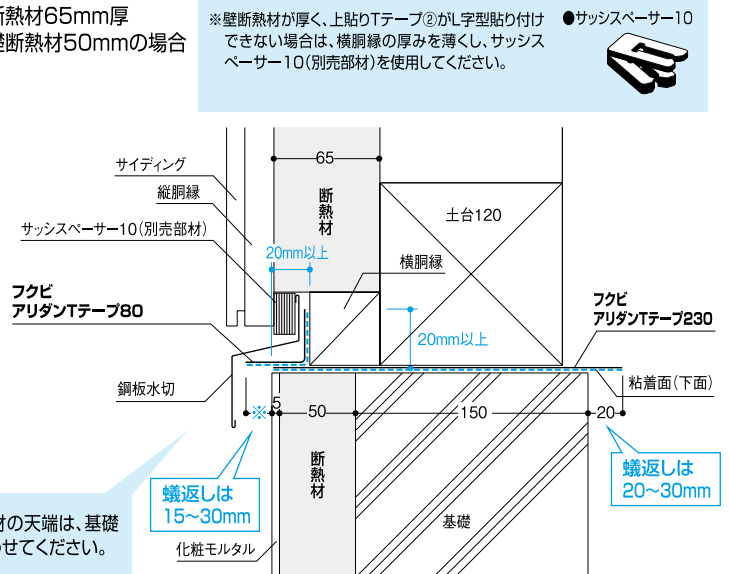 断熱材65mm厚
礎断熱材50mmの場合
※壁断熱材が厚く、上貼りTテープ②がL字型貼り付け
できない場合は、横胴縁の厚みを薄くし、サッシス
ペーサー10(別売部材)を使用してください。
●サッシスペーサー10
サイディング
縦胴縁
サッシスペーサー10(別売部材)
フクビ
アリダンTテープ80
鋼板水切
65
断熱材
20mm以上
横胴縁
土台120
20mm以上
フクビ
アリダンTテープ230
粘着面(下面)
※
5
50
150
20
断熱材
基礎
蟻返しは
15〜30mm
蟻返しは
20〜30mm
化粧モルタル
材の天端は、基礎
わせてください。